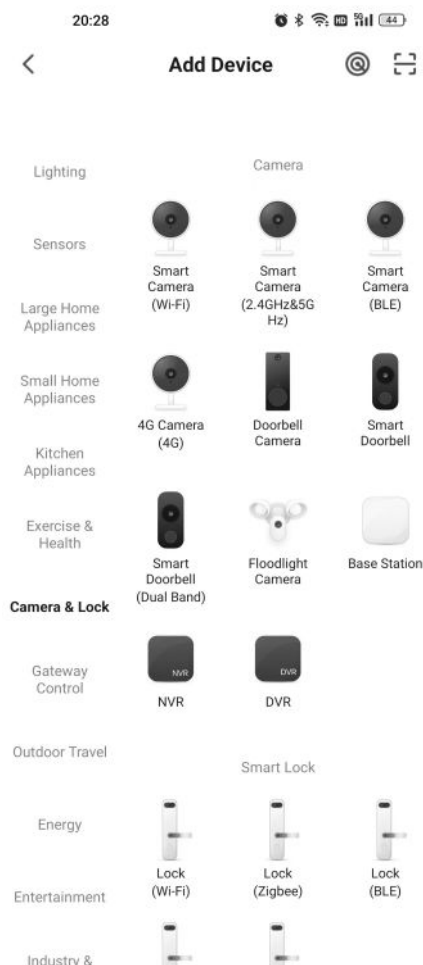 20:28
HD 5G 44
Add Device
Lighting
Sensors
Large Home
Appliances
Small Home
Appliances
Kitchen
Appliances
Exercise &
Health
Camera & Lock
Gateway
Control
Outdoor Travel
Energy
Entertainment
Industry &
Camera
Smart
Camera
(Wi-Fi)
Smart
Camera
(2.4GHz&5G
Hz)
Smart
Camera
(BLE)
4G Camera
(4G)
Doorbell
Camera
Smart
Doorbell
Smart
Doorbell
(Dual Band)
Floodlight
Camera
Base Station
NVR
NVR
DVR
DVR
Smart Lock
Lock
(Wi-Fi)
Lock
(Zigbee)
Lock
(BLE)